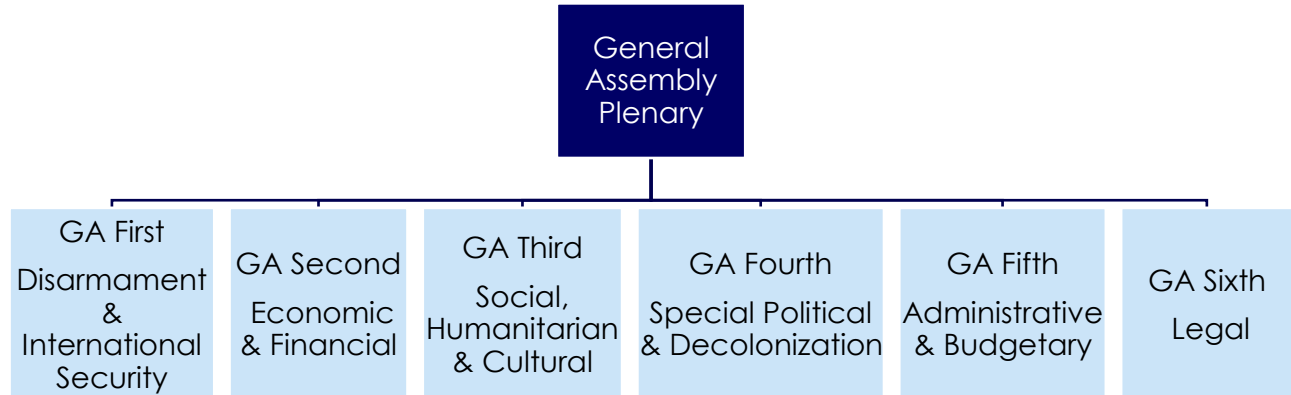 General
Assembly
Plenary
GA First
Disarmament
&
International
Security
GA Second
Economic
& Financial
GA Third
Social,
Humanitarian
& Cultural
GA Fourth
Special Political
& Decolonization
GA Fifth
Administrative
& Budgetary
GA Sixth
Legal